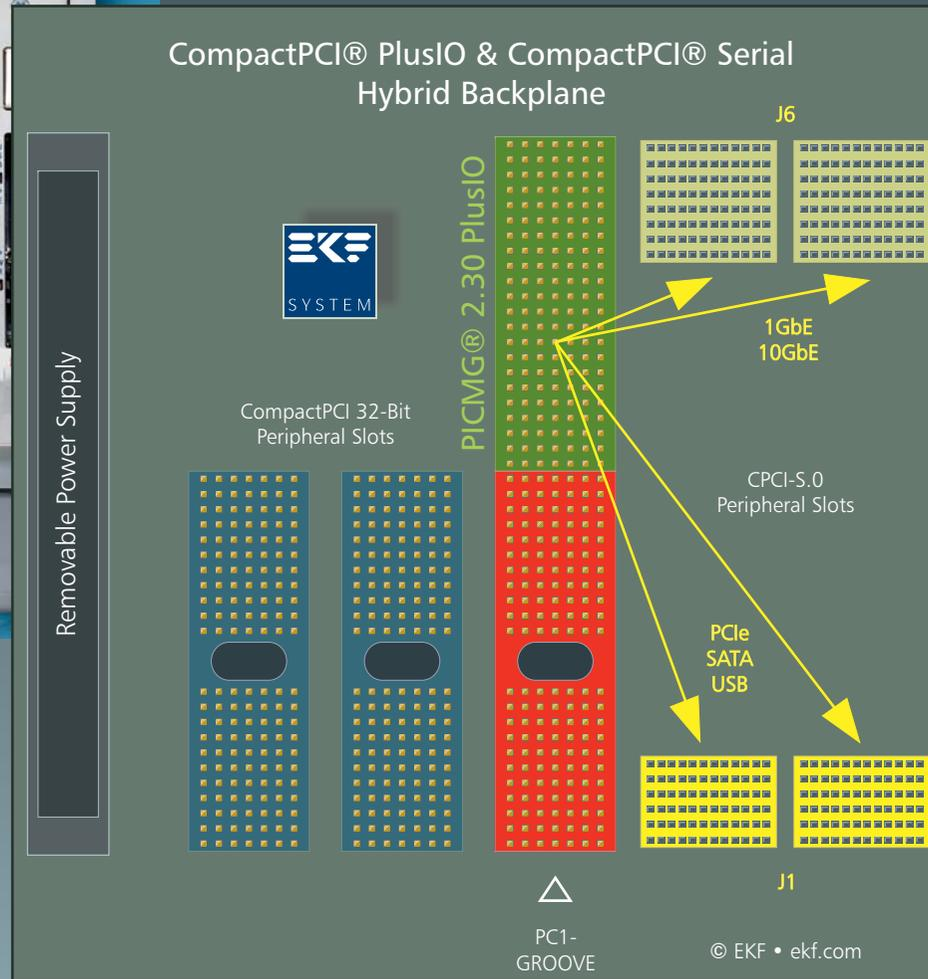 CompactPCI® PlusIO & CompactPCI® Serial
Hybrid Backplane
J6
PICMG® 2.30 PlusIO
EKF
SYSTEM
1GbE
10GbE
Removable Power Supply
CompactPCI 32-Bit
Peripheral Slots
CPCI-S.0
Peripheral Slots
PCIe
SATA
USB
J1
PC1-
GROOVE
© EKF • ekf.com